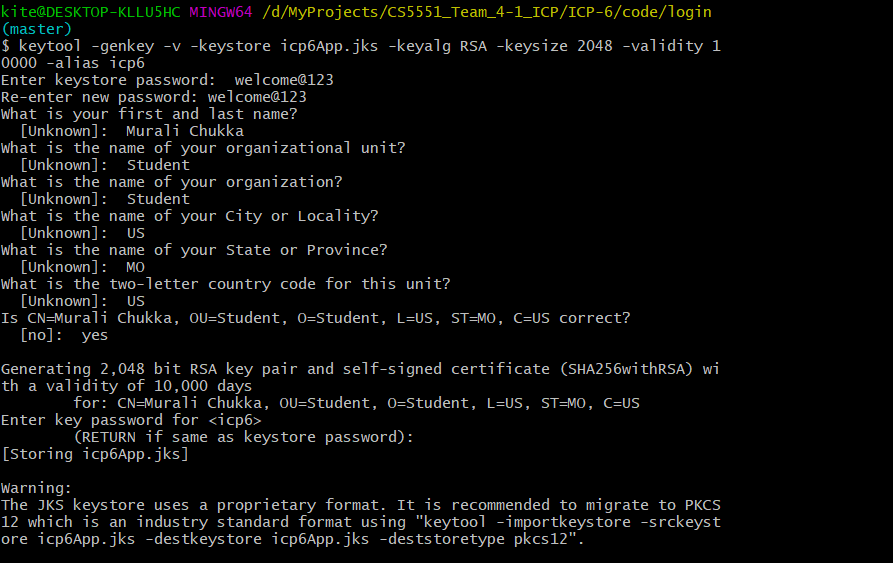 kite@DESKTOP-KLLU5HC MINGW64 /d/MyProjects/CS5551_Team_4-1_ICP/ICP-6/code/login
(master)
$ keytool -genkey -v -keystore icp6App.jks -keyalg RSA -keysize 2048 -validity 1
0000 -alias icp6
Enter keystore password:  welcome@123
Re-enter new password: welcome@123
What is your first and last name?
  [Unknown]:  Murali Chukka
What is the name of your organizational unit?
  [Unknown]:  Student
What is the name of your organization?
  [Unknown]:  Student
What is the name of your City or Locality?
  [Unknown]:  US
What is the name of your State or Province?
  [Unknown]:  MO
What is the two-letter country code for this unit?
  [Unknown]:  US
Is CN=Murali Chukka, OU=Student, O=Student, L=US, ST=MO, C=US correct?
  [no]:  yes

Generating 2,048 bit RSA key pair and self-signed certificate (SHA256withRSA) wi
th a validity of 10,000 days
        for: CN=Murali Chukka, OU=Student, O=Student, L=US, ST=MO, C=US
Enter key password for <icp6>
        (RETURN if same as keystore password):
[Storing icp6App.jks]

Warning:
The JKS keystore uses a proprietary format. It is recommended to migrate to PKCS
12 which is an industry standard format using "keytool -importkeystore -srckeyst
ore icp6App.jks -destkeystore icp6App.jks -deststoretype pkcs12".